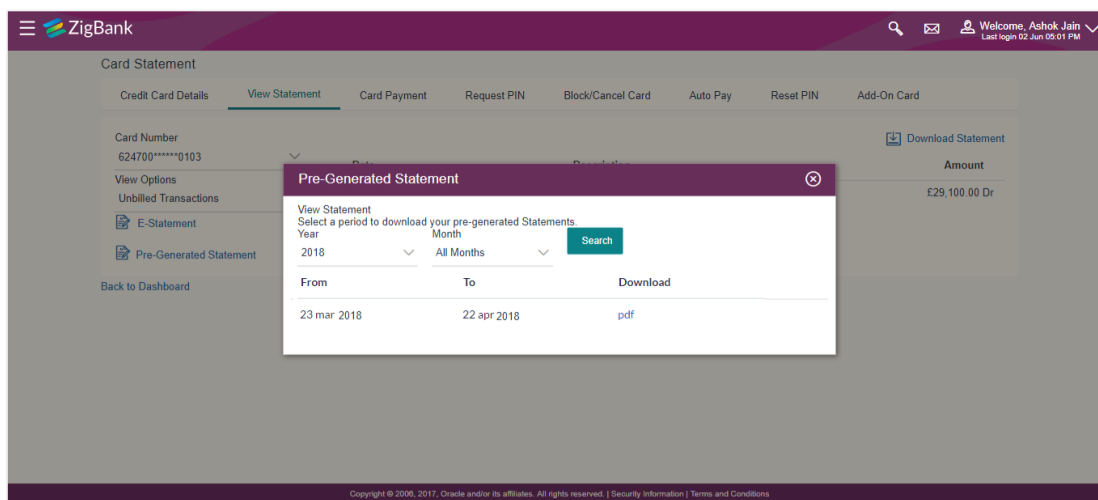 ZigBank
Welcome, Ashok Jain
Last login 02 Jun 05:01 PM
Card Statement
Credit Card Details View Statement Card Payment Request PIN Block/Cancel Card Auto Pay Reset PIN Add-On Card
Card Number
624700*****0103
Download Statement
Date Description Amount
View Options
Unbilled Transactions
£29,100.00 Dr
E-Statement
Pre-Generated Statement
Back to Dashboard
Pre-Generated Statement
View Statement
Select a period to download your pre-generated Statements.
Year Month
2018 All Months Search
From To Download
23 mar 2018 22 apr 2018 pdf
Copyright © 2006, 2017, Oracle and/or its affiliates. All rights reserved. | Security Information | Terms and Conditions